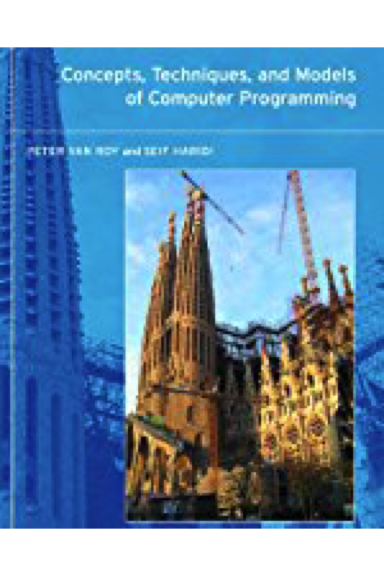 Concepts, Techniques, and Models
of Computer Programming
PETER VAN ROY and SEIF HARIDI